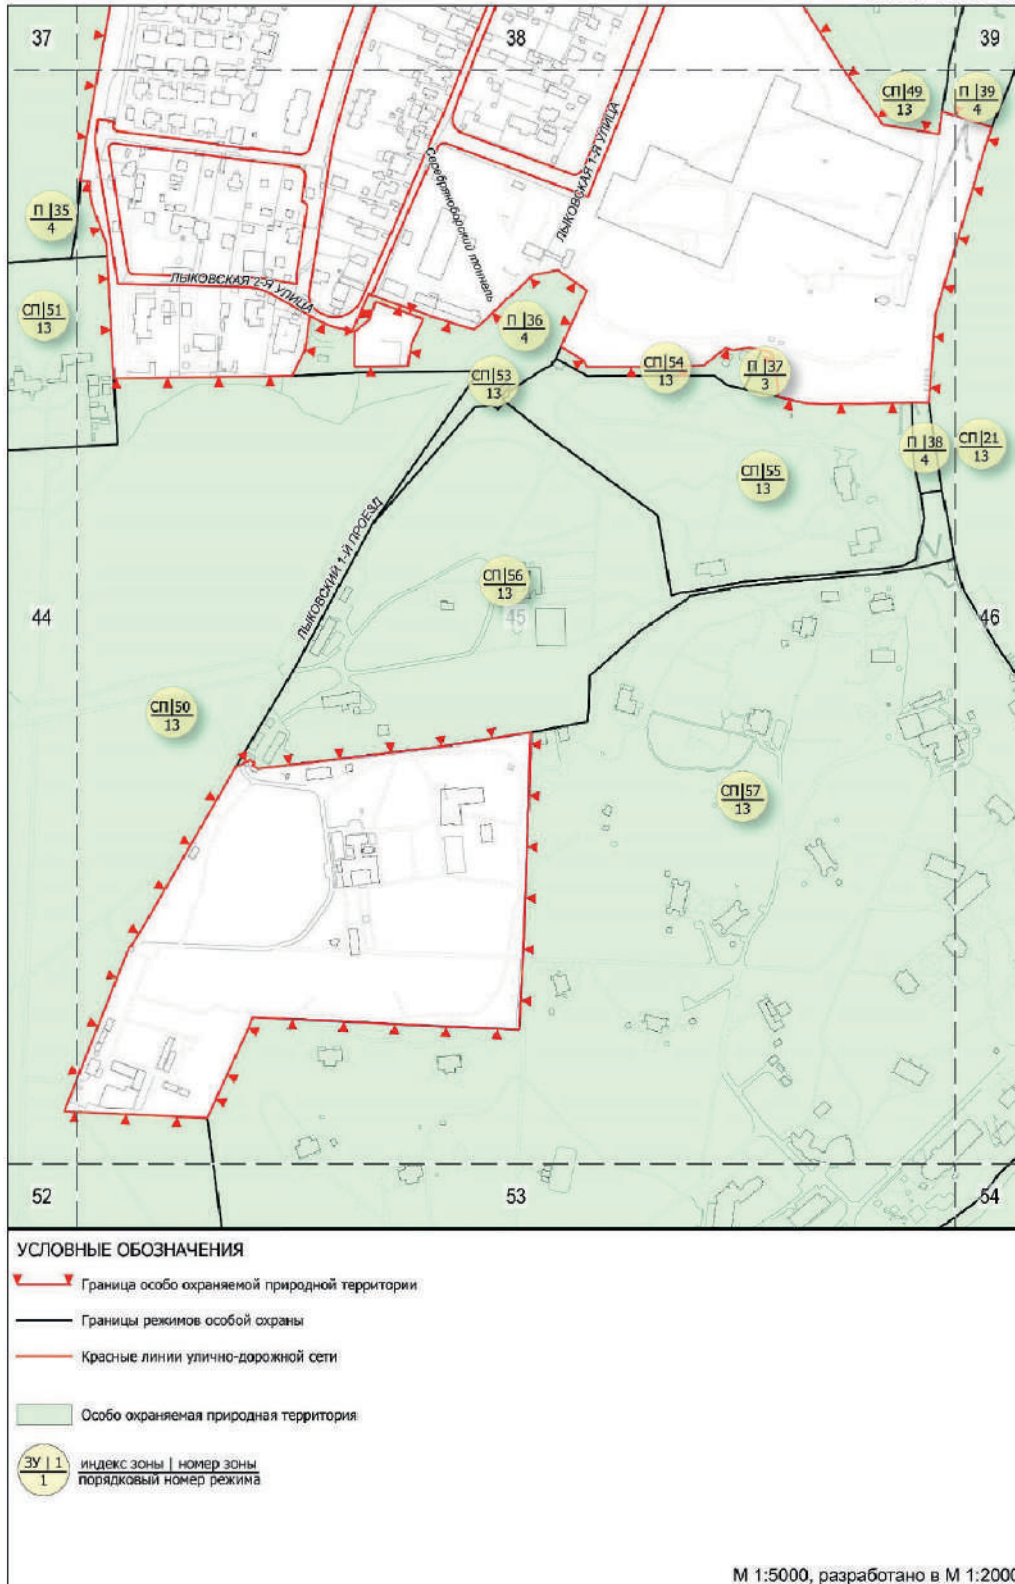 37
38
39
СП|49
13
П |39
4
П |35
4
ЛЫКОВСКАЯ 1-Я УЛИЦА
Серебряноборский тоннель
ЛЫКОВСКАЯ 2-Я УЛИЦА
СП|51
13
П |36
4
СП|53
13
СП|54
13
П |37
3
П |38
4
СП|21
13
СП|55
13
ЛЫКОВСКИЙ 1-Й ПРОЕЗД
СП|56
13
44
45
46
СП|50
13
СП|57
13
52
53
54
УСЛОВНЫЕ ОБОЗНАЧЕНИЯ
Граница особо охраняемой природной территории
Границы режимов особой охраны
Красные линии улично-дорожной сети
Особо охраняемая природная территория
ЗУ | 1
1
индекс зоны | номер зоны
порядковый номер режима
М 1:5000, разработано в М 1:2000